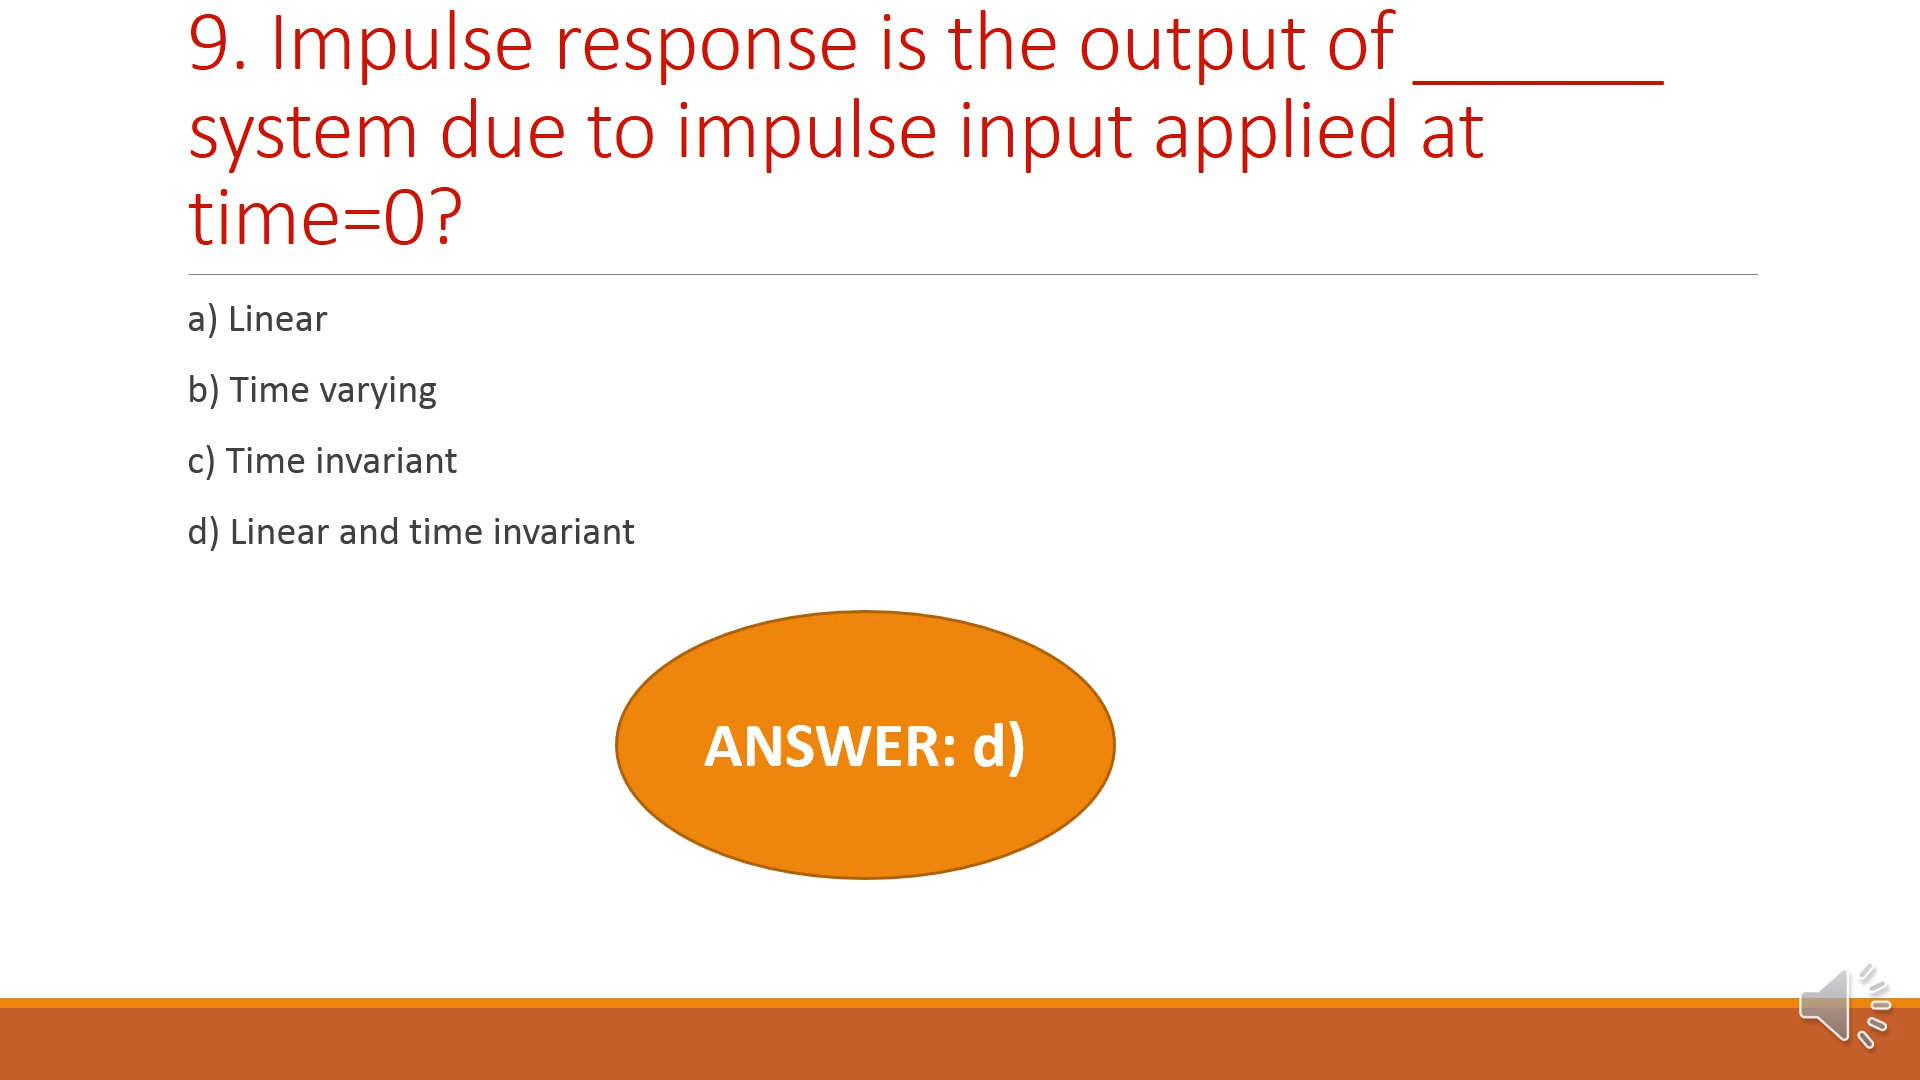 9. Impulse response is the output of ______
system due to impulse input applied at
time=0?
a) Linear
b) Time varying
c) Time invariant
d) Linear and time invariant
ANSWER: d)